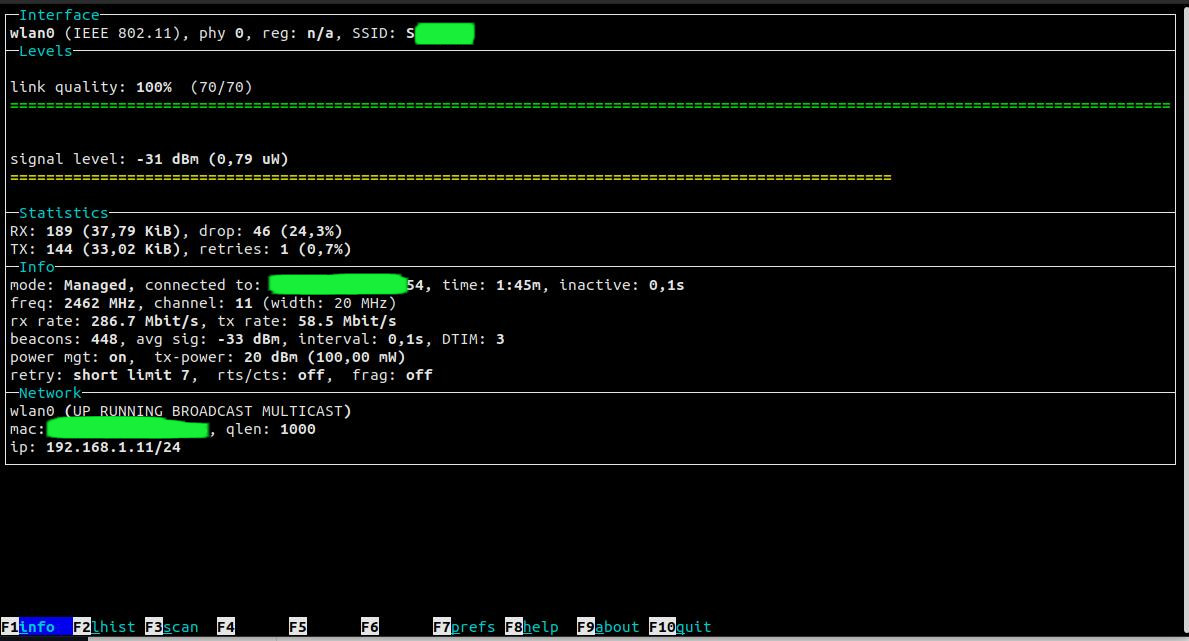 Interface
wlan0 (IEEE 802.11), phy 0, reg: n/a, SSID: S
Levels
link quality: 100% (70/70)
====================================================================================================================================
signal level: -31 dBm (0,79 uW)
====================================================================================================
Statistics
RX: 189 (37,79 KiB), drop: 46 (24,3%)
TX: 144 (33,02 KiB), retries: 1 (0,7%)
Info
mode: Managed, connected to: 54, time: 1:45m, inactive: 0,1s
freq: 2462 MHz, channel: 11 (width: 20 MHz)
rx rate: 286.7 Mbit/s, tx rate: 58.5 Mbit/s
beacons: 448, avg sig: -33 dBm, interval: 0,1s, DTIM: 3
power mgt: on, tx-power: 20 dBm (100,00 mW)
retry: short limit 7, rts/cts: off, frag: off
Network
wlan0 (UP RUNNING BROADCAST MULTICAST)
mac: , qlen: 1000
ip: 192.168.1.11/24
F1info F2lhist F3scan F4 F5 F6 F7prefs F8help F9about F10quit